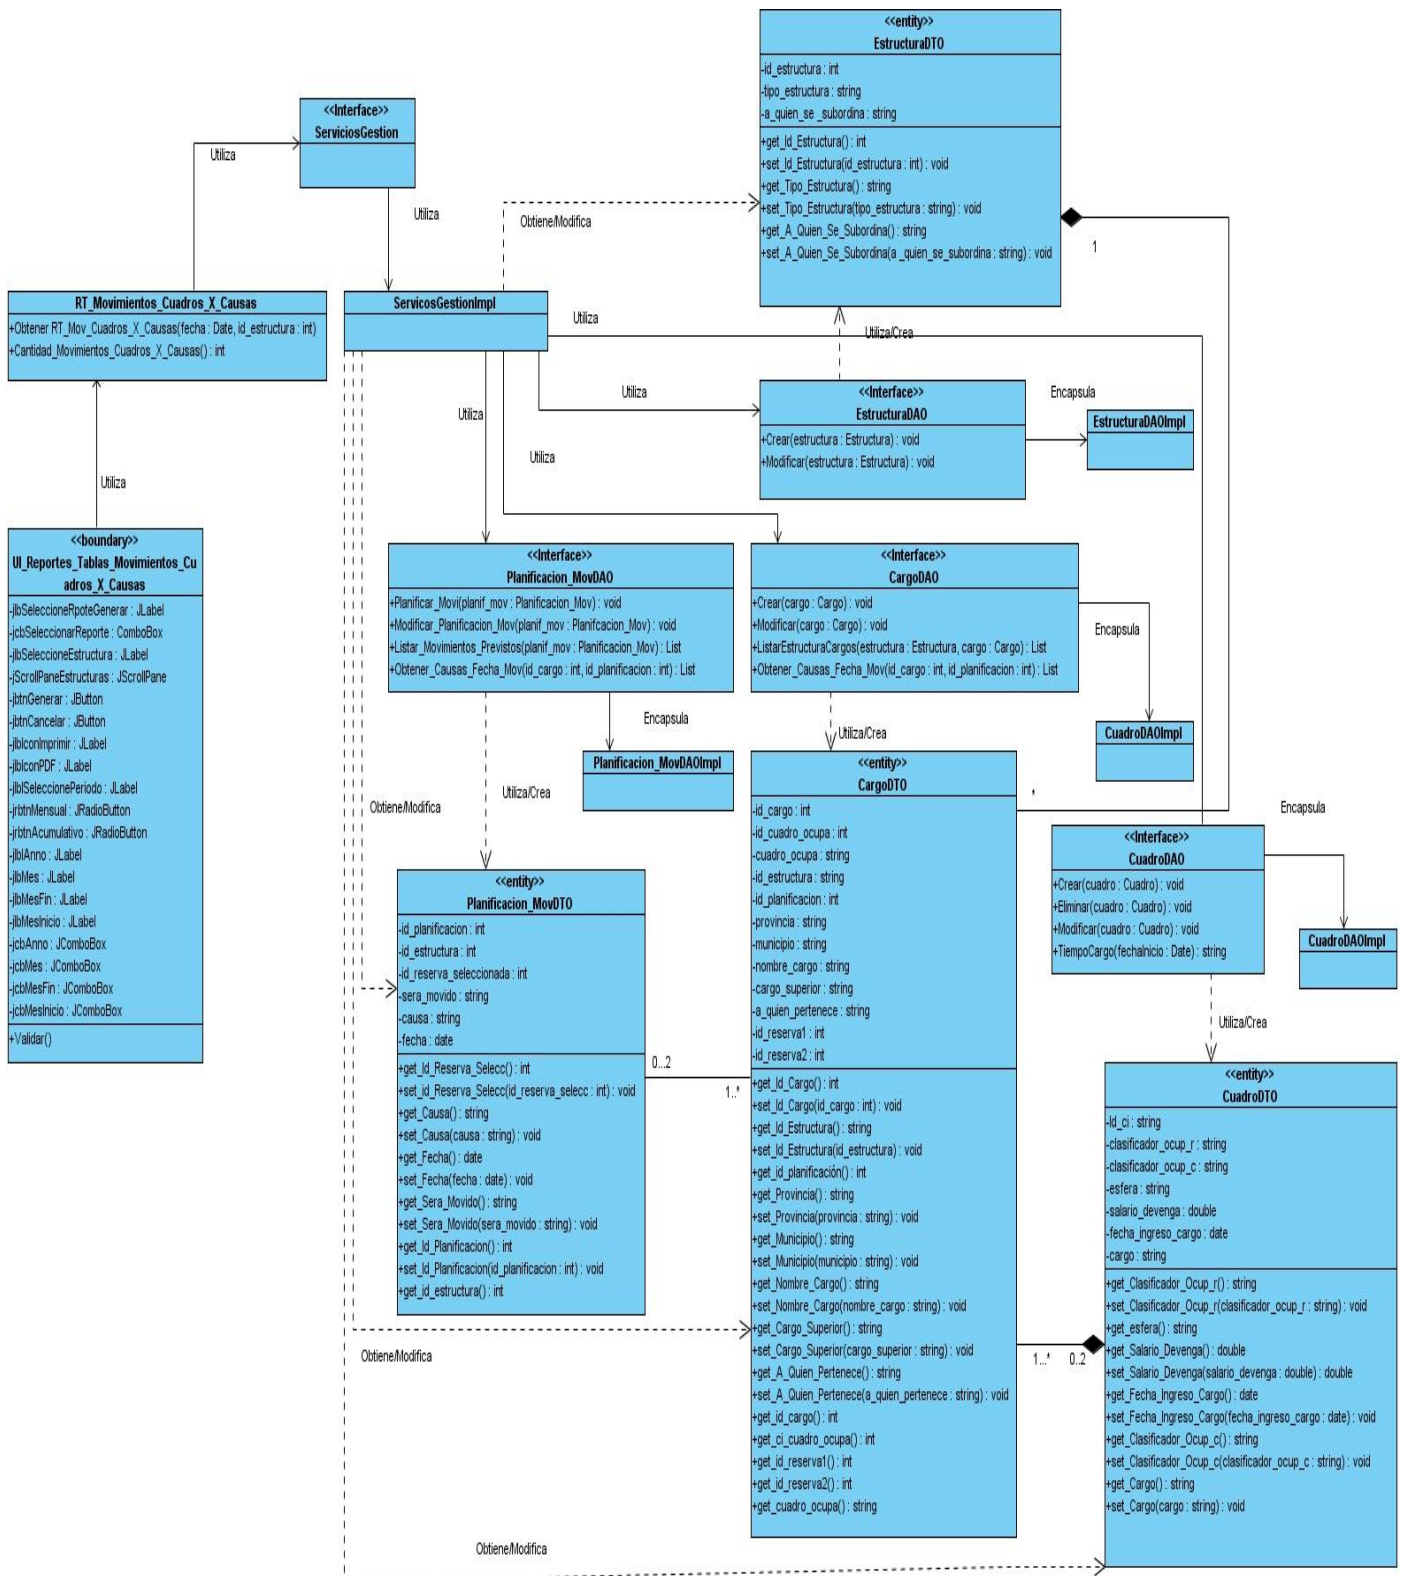 <<entity>>
EstructuraDTO
-id_estructura : int
-tipo_estructura : string
-a_quien_se _subordina : string
+get_Id_Estructura() : int
+set_Id_Estructura(id_estructura : int) : void
+get_Tipo_Estructura() : string
+set_Tipo_Estructura(tipo_estructura : string) : void
+get_A_Quien_Se_Subordina() : string
+set_A_Quien_Se_Subordina(a _quien_se_subordina : string) : void
1
<<Interface>>
ServiciosGestion
Utiliza
Utiliza
Obtiene/Modifica
RT_Movimientos_Cuadros_X_Causas
+Obtener RT_Mov_Cuadros_X_Causas(fecha : Date, id_estructura : int)
+Cantidad_Movimientos_Cuadros_X_Causas() : int
ServicosGestionImpl
Utiliza
Utiliza/Crea
Utiliza
Utiliza
Utiliza
Utiliza
<<Interface>>
EstructuraDAO
+Crear(estructura : Estructura) : void
+Modificar(estructura : Estructura) : void
Encapsula
EstructuraDAOImpl
<<boundary>>
UI_Reportes_Tablas_Movimientos_Cu
adros_X_Causas
-jlbSeleccioneRpoteGenerar : JLabel
-jcbSeleccionarReporte : ComboBox
-jlbSeleccioneEstructura : JLabel
-jScrollPaneEstructuras : JScrollPane
-jbtnGenerar : JButton
-jbtnCancelar : JButton
-jlbIconImprimir : JLabel
-jlbIconPDF : JLabel
-jlblSeleccionePeriodo : JLabel
-jrbtnMensual : JRadioButton
-jrbtnAcumulativo : JRadioButton
-jlblAnno : JLabel
-jlbMes : JLabel
-jlbMesFin : JLabel
-jlbMesInicio : JLabel
-jcbAnno : JComboBox
-jcbMes : JComboBox
-jcbMesFin : JComboBox
-jcbMesInicio : JComboBox
+Validar()
<<Interface>>
Planificacion_MovDAO
+Planificar_Movi(planif_mov : Planificacion_Mov) : void
+Modificar_Planificacion_Mov(planif_mov : Planifcacion_Mov) : void
+Listar_Movimientos_Previstos(planif_mov : Planificacion_Mov) : List
+Obtener_Causas_Fecha_Mov(id_cargo : int, id_planificacion : int) : List
<<Interface>>
CargoDAO
+Crear(cargo : Cargo) : void
+Modificar(cargo : Cargo) : void
+ListarEstructuraCargos(estructura : Estructura, cargo : Cargo) : List
+Obtener_Causas_Fecha_Mov(id_cargo : int, id_planificacion : int) : List
Encapsula
CuadroDAOImpl
Encapsula
Planificacion_MovDAOImpl
Utiliza/Crea
Utiliza/Crea
Obtiene/Modifica
<<entity>>
CargoDTO
-id_cargo : int
-id_cuadro_ocupa : int
-cuadro_ocupa : string
-id_estructura : string
-id_planificacion : int
-provincia : string
-municipio : string
-nombre_cargo : string
-cargo_superior : string
-a_quien_pertenece : string
-id_reserva1 : int
-id_reserva2 : int
+get_Id_Cargo() : int
+set_Id_Cargo(id_cargo : int) : void
+get_Id_Estructura() : string
+set_Id_Estructura(id_estructura) : void
+get_id_planificación() : int
+get_Provincia() : string
+set_Provincia(provincia : string) : void
+get_Municipio() : string
+set_Municipio(municipio : string) : void
+get_Nombre_Cargo() : string
+set_Nombre_Cargo(nombre_cargo : string) : void
+get_Cargo_Superior() : string
+set_Cargo_Superior(cargo_superior : string) : void
+get_A_Quien_Pertenece() : string
+set_A_Quien_Pertenece(a_quien_pertenece : string) : void
+get_id_cargo() : int
+get_ci_cuadro_ocupa() : int
+get_id_reserva1() : int
+get_id_reserva2() : int
+get_cuadro_ocupa() : string
*
<<Interface>>
CuadroDAO
+Crear(cuadro : Cuadro) : void
+Eliminar(cuadro : Cuadro) : void
+Modificar(cuadro : Cuadro) : void
+TiempoCargo(fechaInicio : Date) : string
Encapsula
CuadroDAOImpl
Utiliza/Crea
<<entity>>
Planificacion_MovDTO
-id_planificacion : int
-id_estructura : int
-id_reserva_seleccionada : int
-sera_movido : string
-causa : string
-fecha : date
+get_Id_Reserva_Selecc() : int
+set_id_Reserva_Selecc(id_reserva_selecc : int) : void
+get_Causa() : string
+set_Causa(causa : string) : void
+get_Fecha() : date
+set_Fecha(fecha : date) : void
+get_Sera_Movido() : string
+set_Sera_Movido(sera_movido : string) : void
+get_Id_Planificacion() : int
+set_Id_Planificacion(id_planificacion : int) : void
+get_id_estructura() : int
0...2
1..*
<<entity>>
CuadroDTO
-Id_ci : string
-clasificador_ocup_r : string
-clasificador_ocup_c : string
-esfera : string
-salario_devenga : double
-fecha_ingreso_cargo : date
-cargo : string
+get_Clasificador_Ocup_r() : string
+set_Clasificador_Ocup_r(clasificador_ocup_r : string) : void
+get_esfera() : string
+get_Salario_Devenga() : double
+set_Salario_Devenga(salario_devenga : double) : double
+get_Fecha_Ingreso_Cargo() : date
+set_Fecha_Ingreso_Cargo(fecha_ingreso_cargo : date) : void
+get_Clasificador_Ocup_c() : string
+set_Clasificador_Ocup_c(clasificador_ocup_c : string) : void
+get_Cargo() : string
+set_Cargo(cargo : string) : void
1...*
0..2
Obtiene/Modifica
Obtiene/Modifica